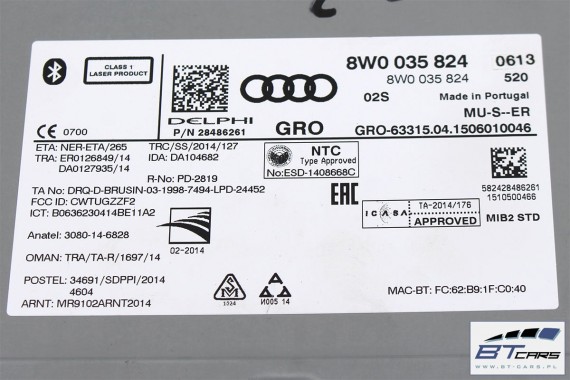 CLASS 1
LASER PRODUCT
8W0 035 824 0613
8W0 035 824 520
02S Made in Portugal
DELPHI
P/N 28486261
GRO
MU-S--ER
GRO-63315.04.1506010046
CE 0700
ETA: NER-ETA/265
TRA: ER0126849/14
DA0127935/14
TRC/SS/2014/127
IDA: DA104682
R-No: PD-2819
NTC
Type Approved
No:ESD-1408668C
582428486261
1510500466
TA No: DRQ-D-BRUSIN-03-1998-7494-LPD-24452
FCC ID: CWTUGZZF2
ICT: B0636230414BE11A2
EAC
ICASA
TA-2014/176
APPROVED
MIB2 STD
Anatel: 3080-14-6828
02-2014
OMAN: TRA/TA-R/1697/14
POSTEL: 34691/SDPPI/2014
4604
ARNT: MR9102ARNT2014
1024
И005 14
MAC-BT: FC:62:B9:1F:C0:40
BT CARS
WWW.BT-CARS.PL